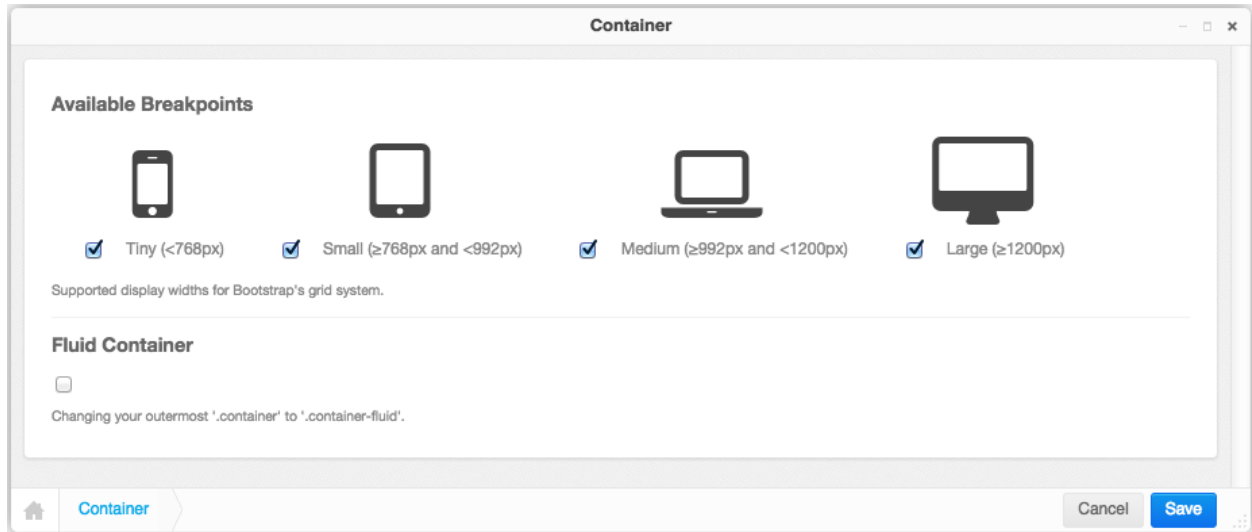 Container
Available Breakpoints
Tiny (<768px) Small (≥768px and <992px) Medium (≥992px and <1200px) Large (≥1200px)
Supported display widths for Bootstrap's grid system.
Fluid Container
Changing your outermost '.container' to '.container-fluid'.
Container Cancel Save